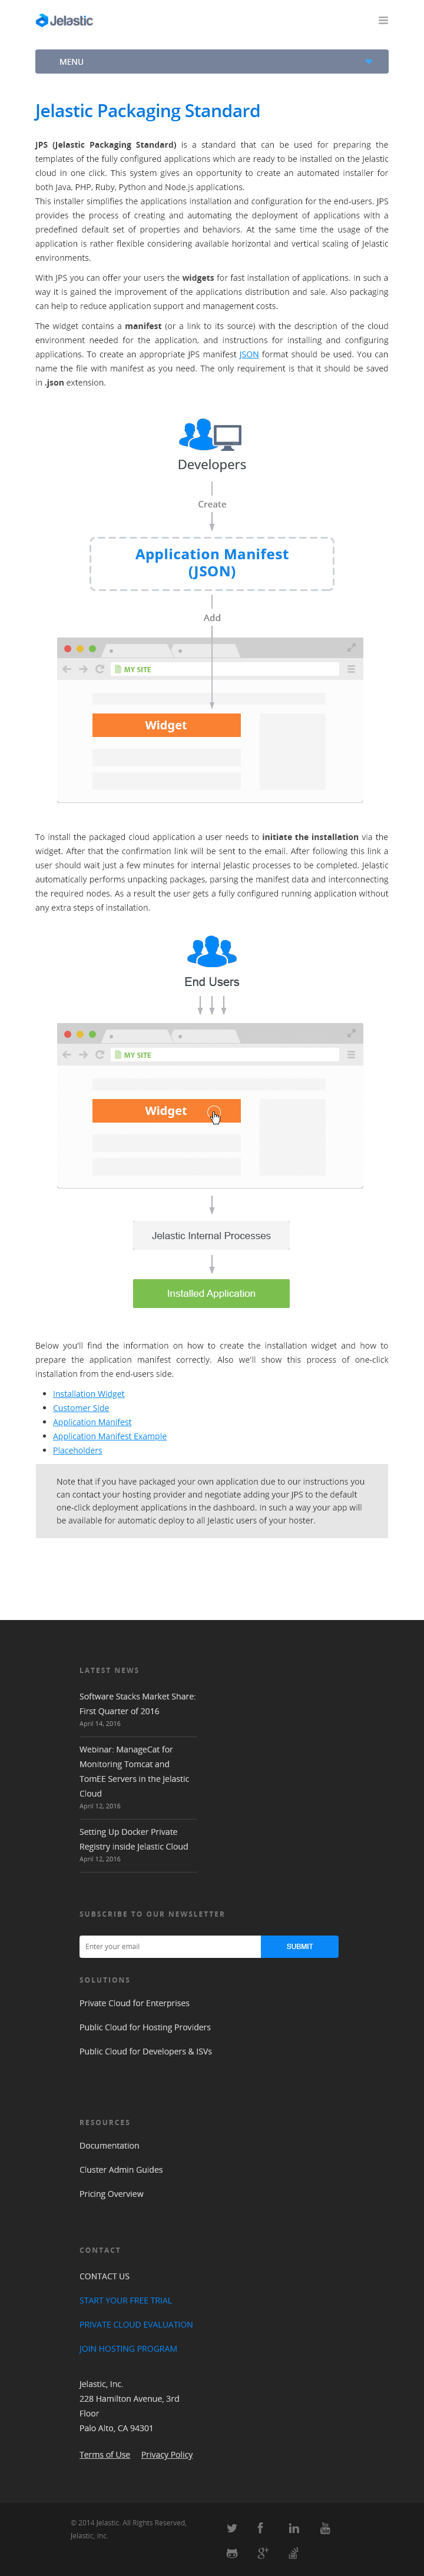 Jelastic
MENU
Jelastic Packaging Standard
JPS (Jelastic Packaging Standard) is a standard that can be used for preparing the
templates of the fully configured applications which are ready to be installed on the Jelastic
cloud in one click. This system gives an opportunity to create an automated installer for
both Java, PHP, Ruby, Python and Node.js applications.
This installer simplifies the applications installation and configuration for the end-users. JPS
provides the process of creating and automating the deployment of applications with a
predefined default set of properties and behaviors. At the same time the usage of the
application is rather flexible considering available horizontal and vertical scaling of Jelastic
environments.
With JPS you can offer your users the widgets for fast installation of applications. In such a
way it is gained the improvement of the applications distribution and sale. Also packaging
can help to reduce application support and management costs.
The widget contains a manifest (or a link to its source) with the description of the cloud
environment needed for the application, and instructions for installing and configuring
applications. To create an appropriate JPS manifest JSON format should be used. You can
name the file with manifest as you need. The only requirement is that it should be saved
in .json extension.
Developers
Create
Application Manifest
(JSON)
Add
MY SITE
Widget
To install the packaged cloud application a user needs to initiate the installation via the
widget. After that the confirmation link will be sent to the email. After following this link a
user should wait just a few minutes for internal Jelastic processes to be completed. Jelastic
automatically performs unpacking packages, parsing the manifest data and interconnecting
the required nodes. As a result the user gets a fully configured running application without
any extra steps of installation.
End Users
MY SITE
Widget
Jelastic Internal Processes
Installed Application
Below you'll find the information on how to create the installation widget and how to
prepare the application manifest correctly. Also we'll show this process of one-click
installation from the end-users side.
Installation Widget
Customer Side
Application Manifest
Application Manifest Example
Placeholders
Note that if you have packaged your own application due to our instructions you
can contact your hosting provider and negotiate adding your JPS to the default
one-click deployment applications in the dashboard. In such a way your app will
be available for automatic deploy to all Jelastic users of your hoster.
LATEST NEWS
Software Stacks Market Share:
First Quarter of 2016
April 14, 2016
Webinar: ManageCat for
Monitoring Tomcat and
TomEE Servers in the Jelastic
Cloud
April 12, 2016
Setting Up Docker Private
Registry inside Jelastic Cloud
April 12, 2016
SUBSCRIBE TO OUR NEWSLETTER
Enter your email
SUBMIT
SOLUTIONS
Private Cloud for Enterprises
Public Cloud for Hosting Providers
Public Cloud for Developers & ISVs
RESOURCES
Documentation
Cluster Admin Guides
Pricing Overview
CONTACT
CONTACT US
START YOUR FREE TRIAL
PRIVATE CLOUD EVALUATION
JOIN HOSTING PROGRAM
Jelastic, Inc.
228 Hamilton Avenue, 3rd
Floor
Palo Alto, CA 94301
Terms of Use Privacy Policy
© 2014 Jelastic. All Rights Reserved,
Jelastic, Inc.